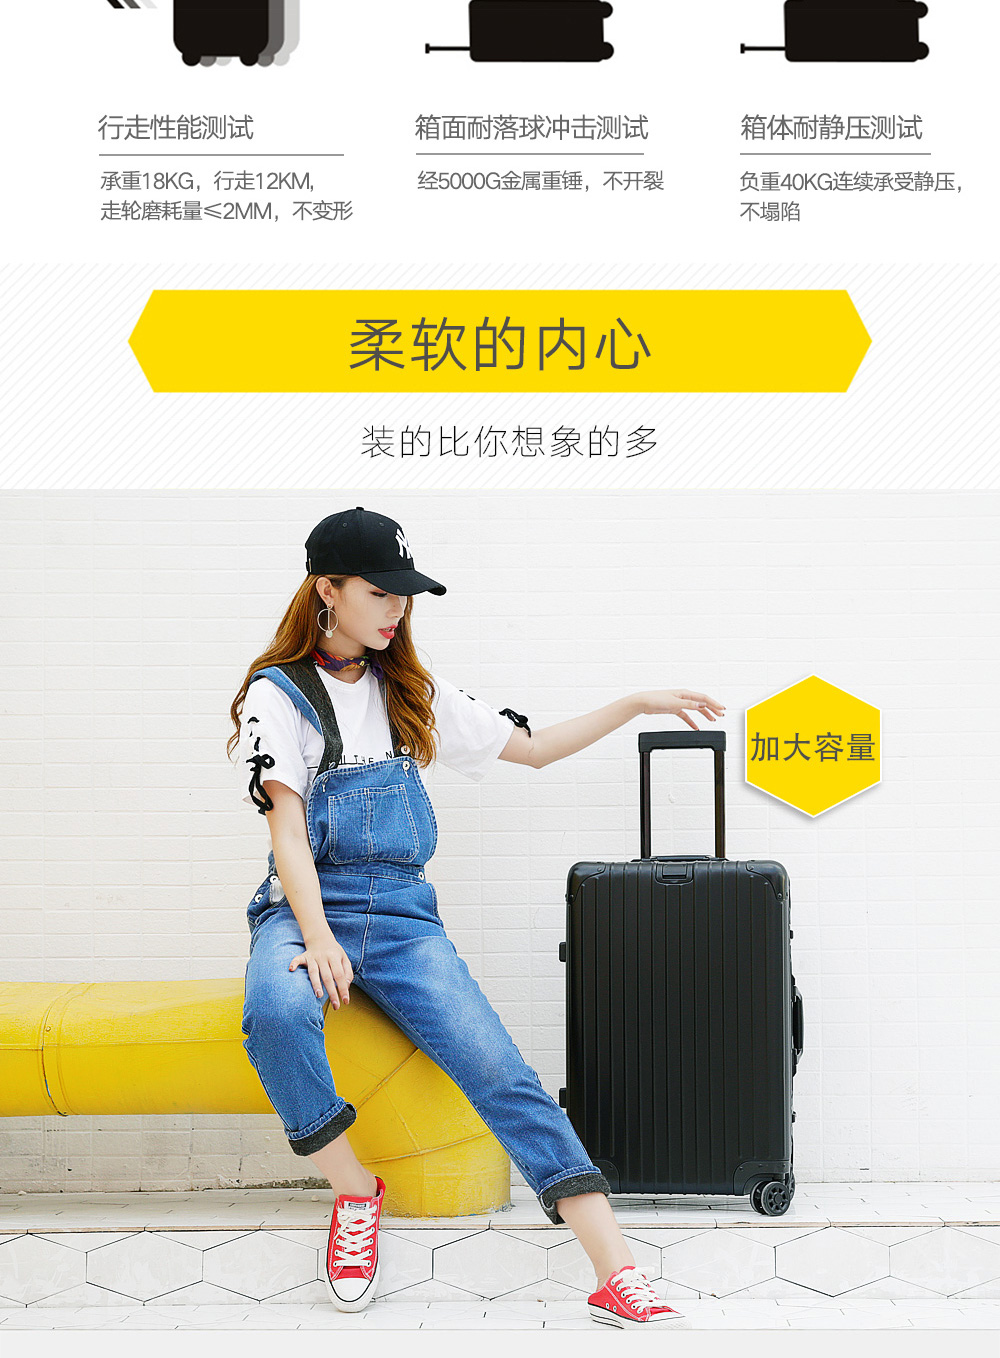 行走性能测试
承重18KG，行走12KM，
走轮磨耗量≤2MM，不变形
箱面耐落球冲击测试
经5000G金属重锤，不开裂
箱体耐静压测试
负重40KG连续承受静压，
不塌陷
柔软的内心
装的比你想象的多
NY
加大容量